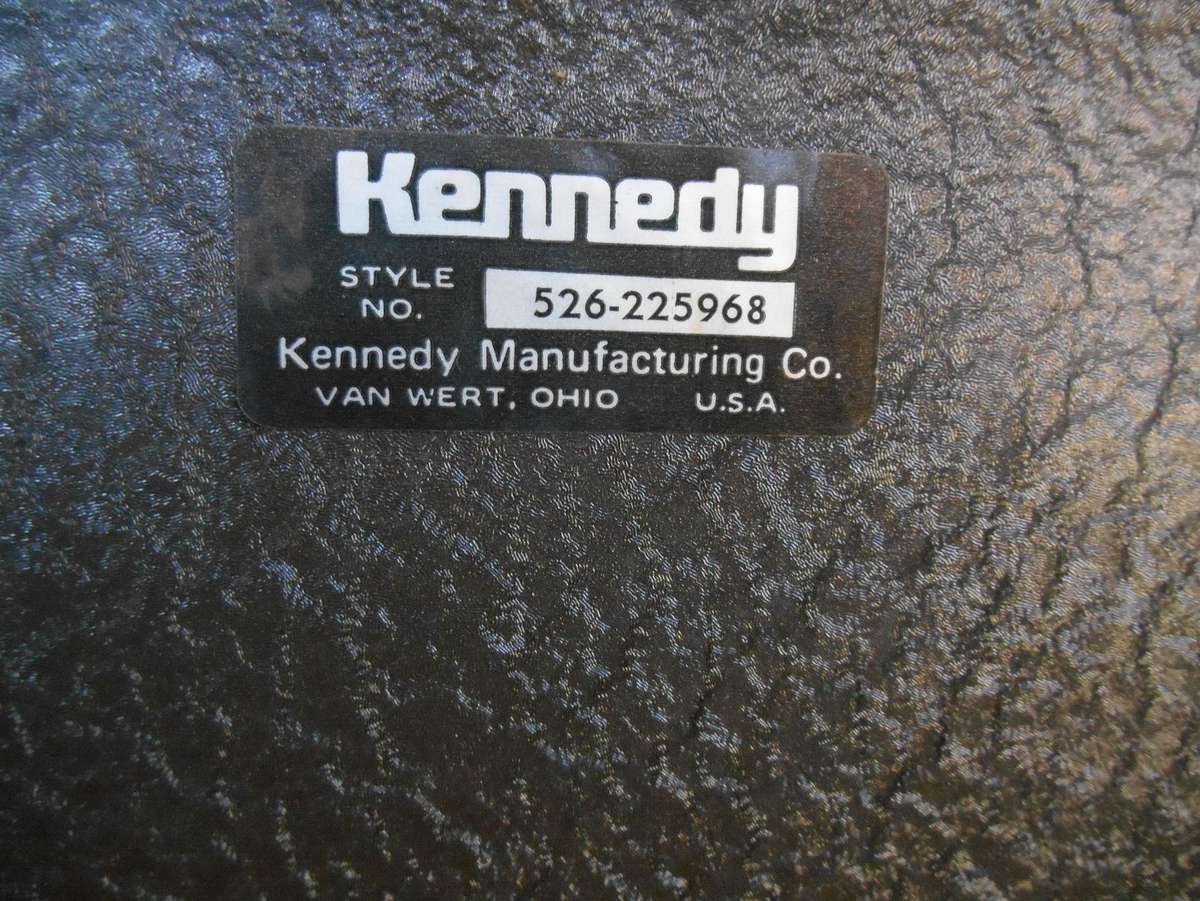 Kennedy
STYLE
NO. 526-225968
Kennedy Manufacturing Co.
VAN WERT, OHIO U.S.A.